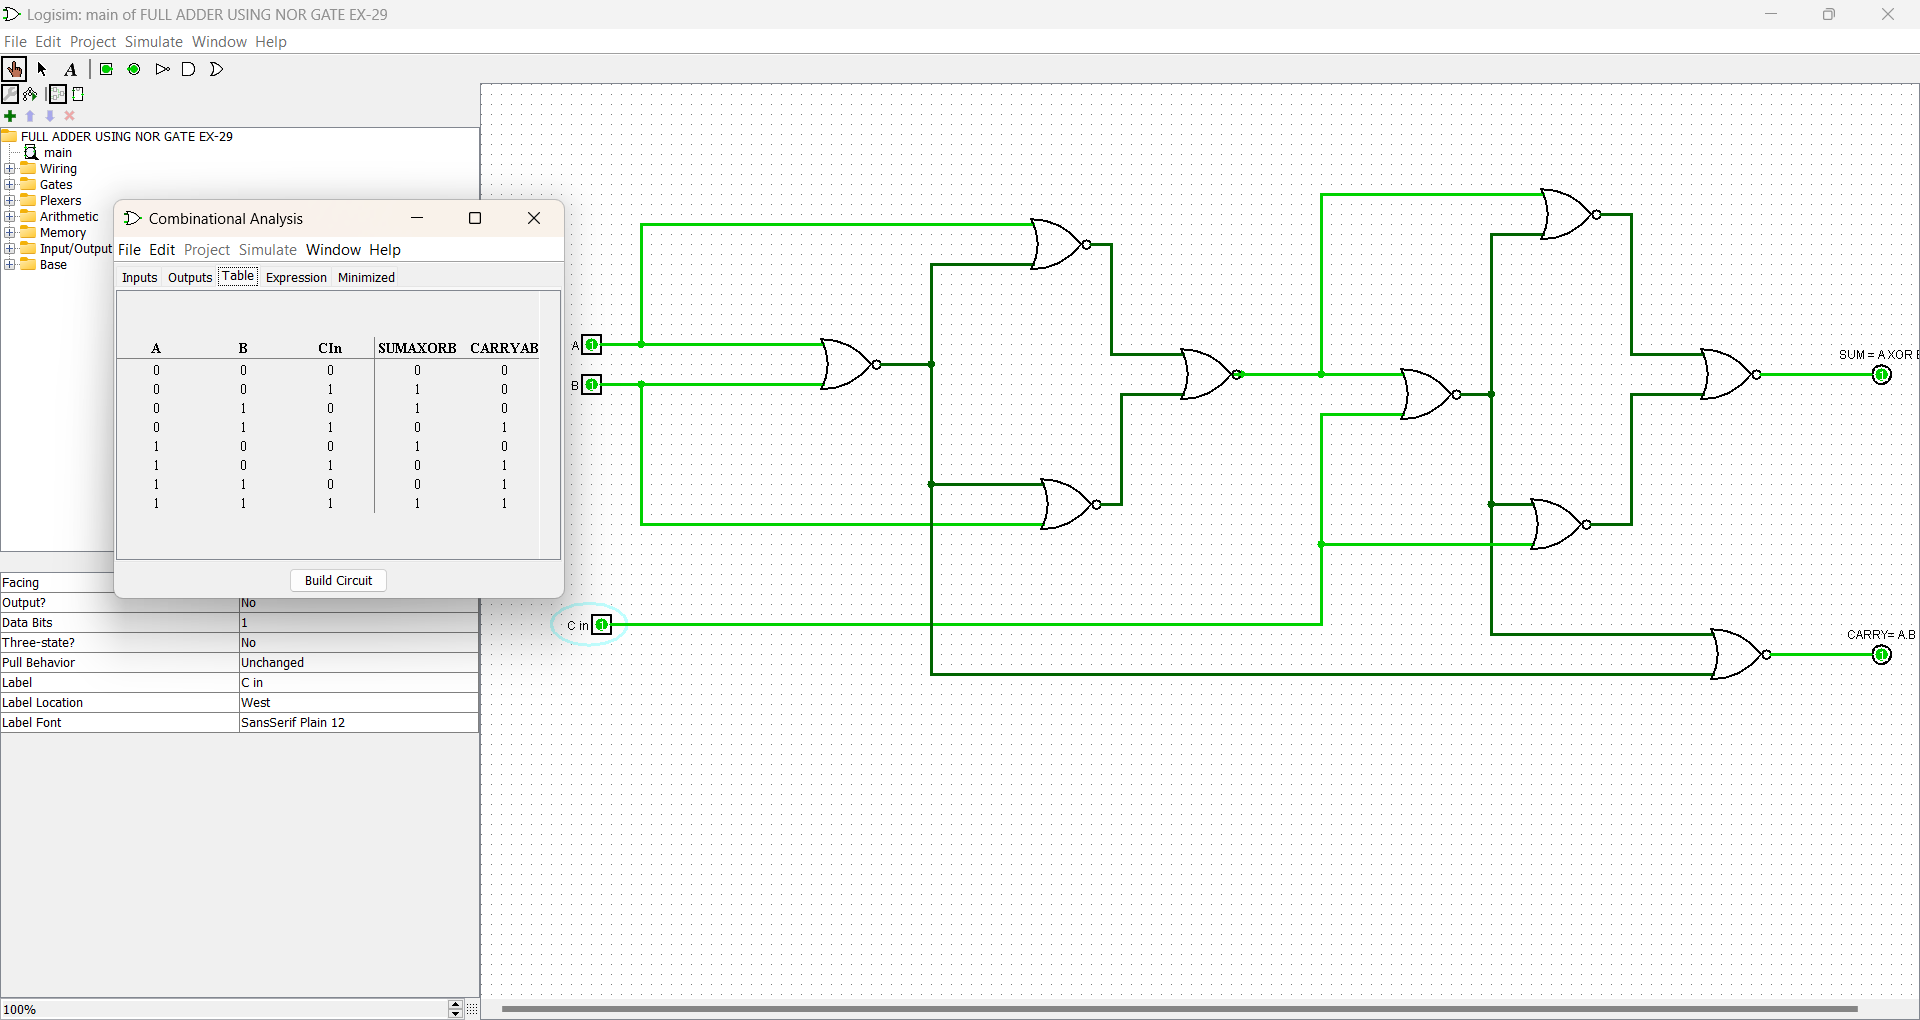 Logisim: main of FULL ADDER USING NOR GATE EX-29
File Edit Project Simulate Window Help
A
FULL ADDER USING NOR GATE EX-29
main
Wiring
Gates
Plexers
Arithmetic
Memory
Input/Output
Base
Combinational Analysis
File Edit Project Simulate Window Help
Inputs Outputs Table Expression Minimized
A B CIn SUMAXORB CARRYAB
0 0 0 0 0
0 0 1 1 0
0 1 0 1 0
0 1 1 0 1
1 0 0 1 0
1 0 1 0 1
1 1 0 0 1
1 1 1 1 1
Build Circuit
Facing
Output? No
Data Bits 1
Three-state? No
Pull Behavior Unchanged
Label C in
Label Location West
Label Font SansSerif Plain 12
100%
A 1
B 1
C in 1
SUM = A XOR B
1
CARRY= A.B
1